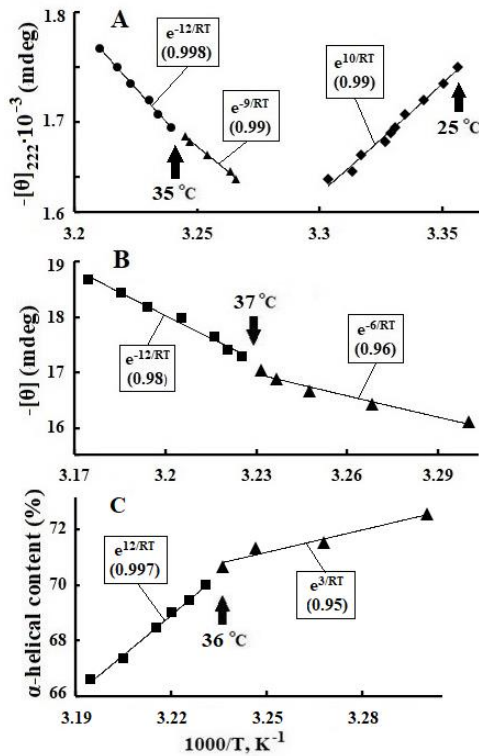 A
-[θ]222·10-3 (mdeg)
1.8
1.7
1.6
e-12/RT
(0.998)
e-9/RT
(0.99)
e10/RT
(0.99)
35 °C
25 °C
3.2
3.25
3.3
3.35
B
-[θ] (mdeg)
19
18
17
16
15
37 °C
e-12/RT
(0.98)
e-6/RT
(0.96)
3.17
3.2
3.23
3.26
3.29
C
α-helical content (%)
72
70
68
66
e12/RT
(0.997)
e3/RT
(0.95)
36 °C
3.19
3.22
3.25
3.28
1000/T, K-1